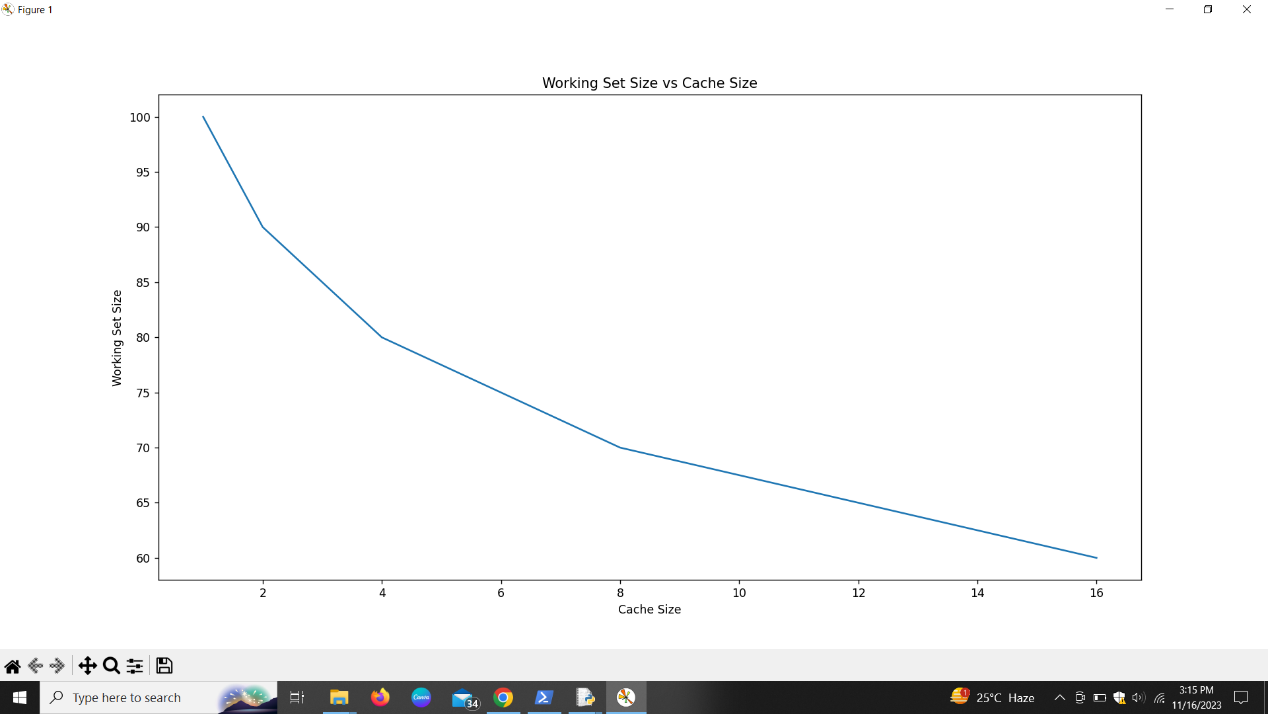 Figure 1
Working Set Size vs Cache Size
100
95
90
85
80
75
70
65
60
Working Set Size
2 4 6 8 10 12 14 16
Cache Size
Type here to search
Canva
34
1
25°C Haze
3:15 PM
11/16/2023